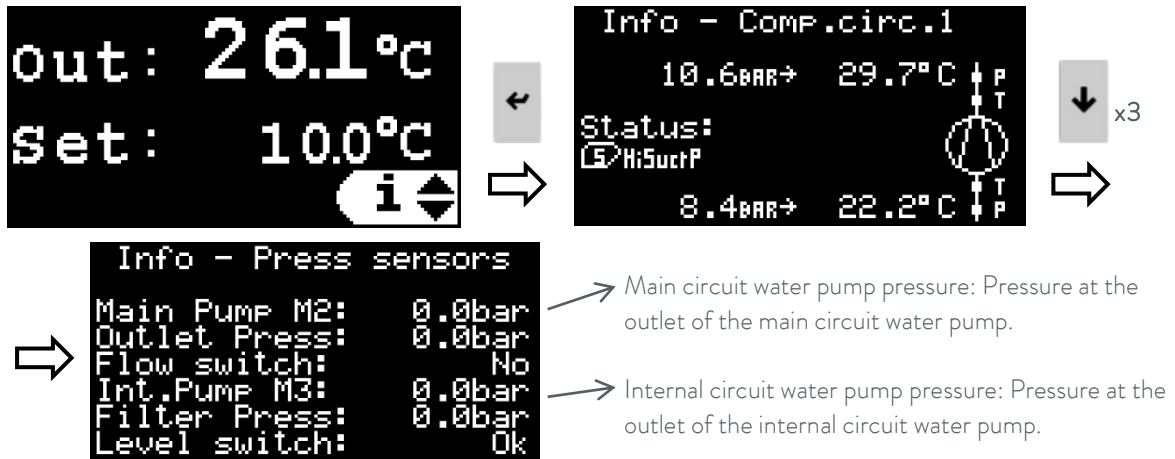 Out: 26.1°C
Set: 10.0°C
i
Info - Comp.circ.1
10.6BAR→ 29.7°C P
T
Status:
HiSuctP
T
8.4BAR→ 22.2°C P
x3
Info - Press sensors
Main Pump M2: 0.0bar
Outlet Press: 0.0bar
Flow switch: No
Int.Pump M3: 0.0bar
Filter Press: 0.0bar
Level switch: Ok
Main circuit water pump pressure: Pressure at the
outlet of the main circuit water pump.
Internal circuit water pump pressure: Pressure at the
outlet of the internal circuit water pump.